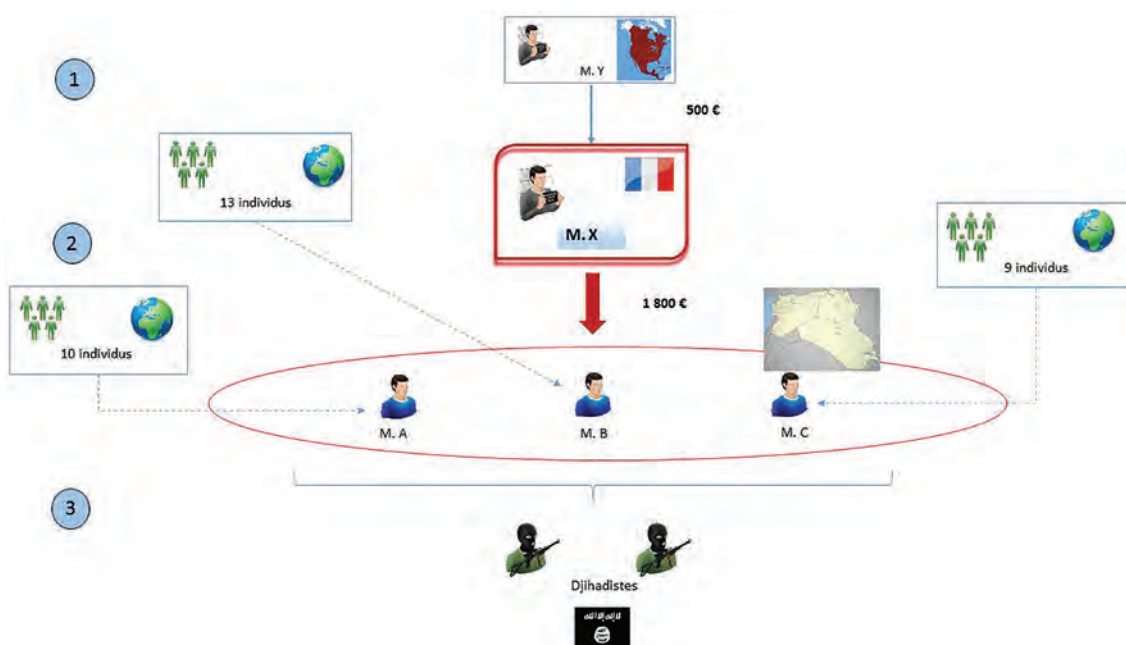 1
M. Y
500 €
13 individus
M. X
2
9 individus
1 800 €
10 individus
M. A
M. B
M. C
3
Djihadistes